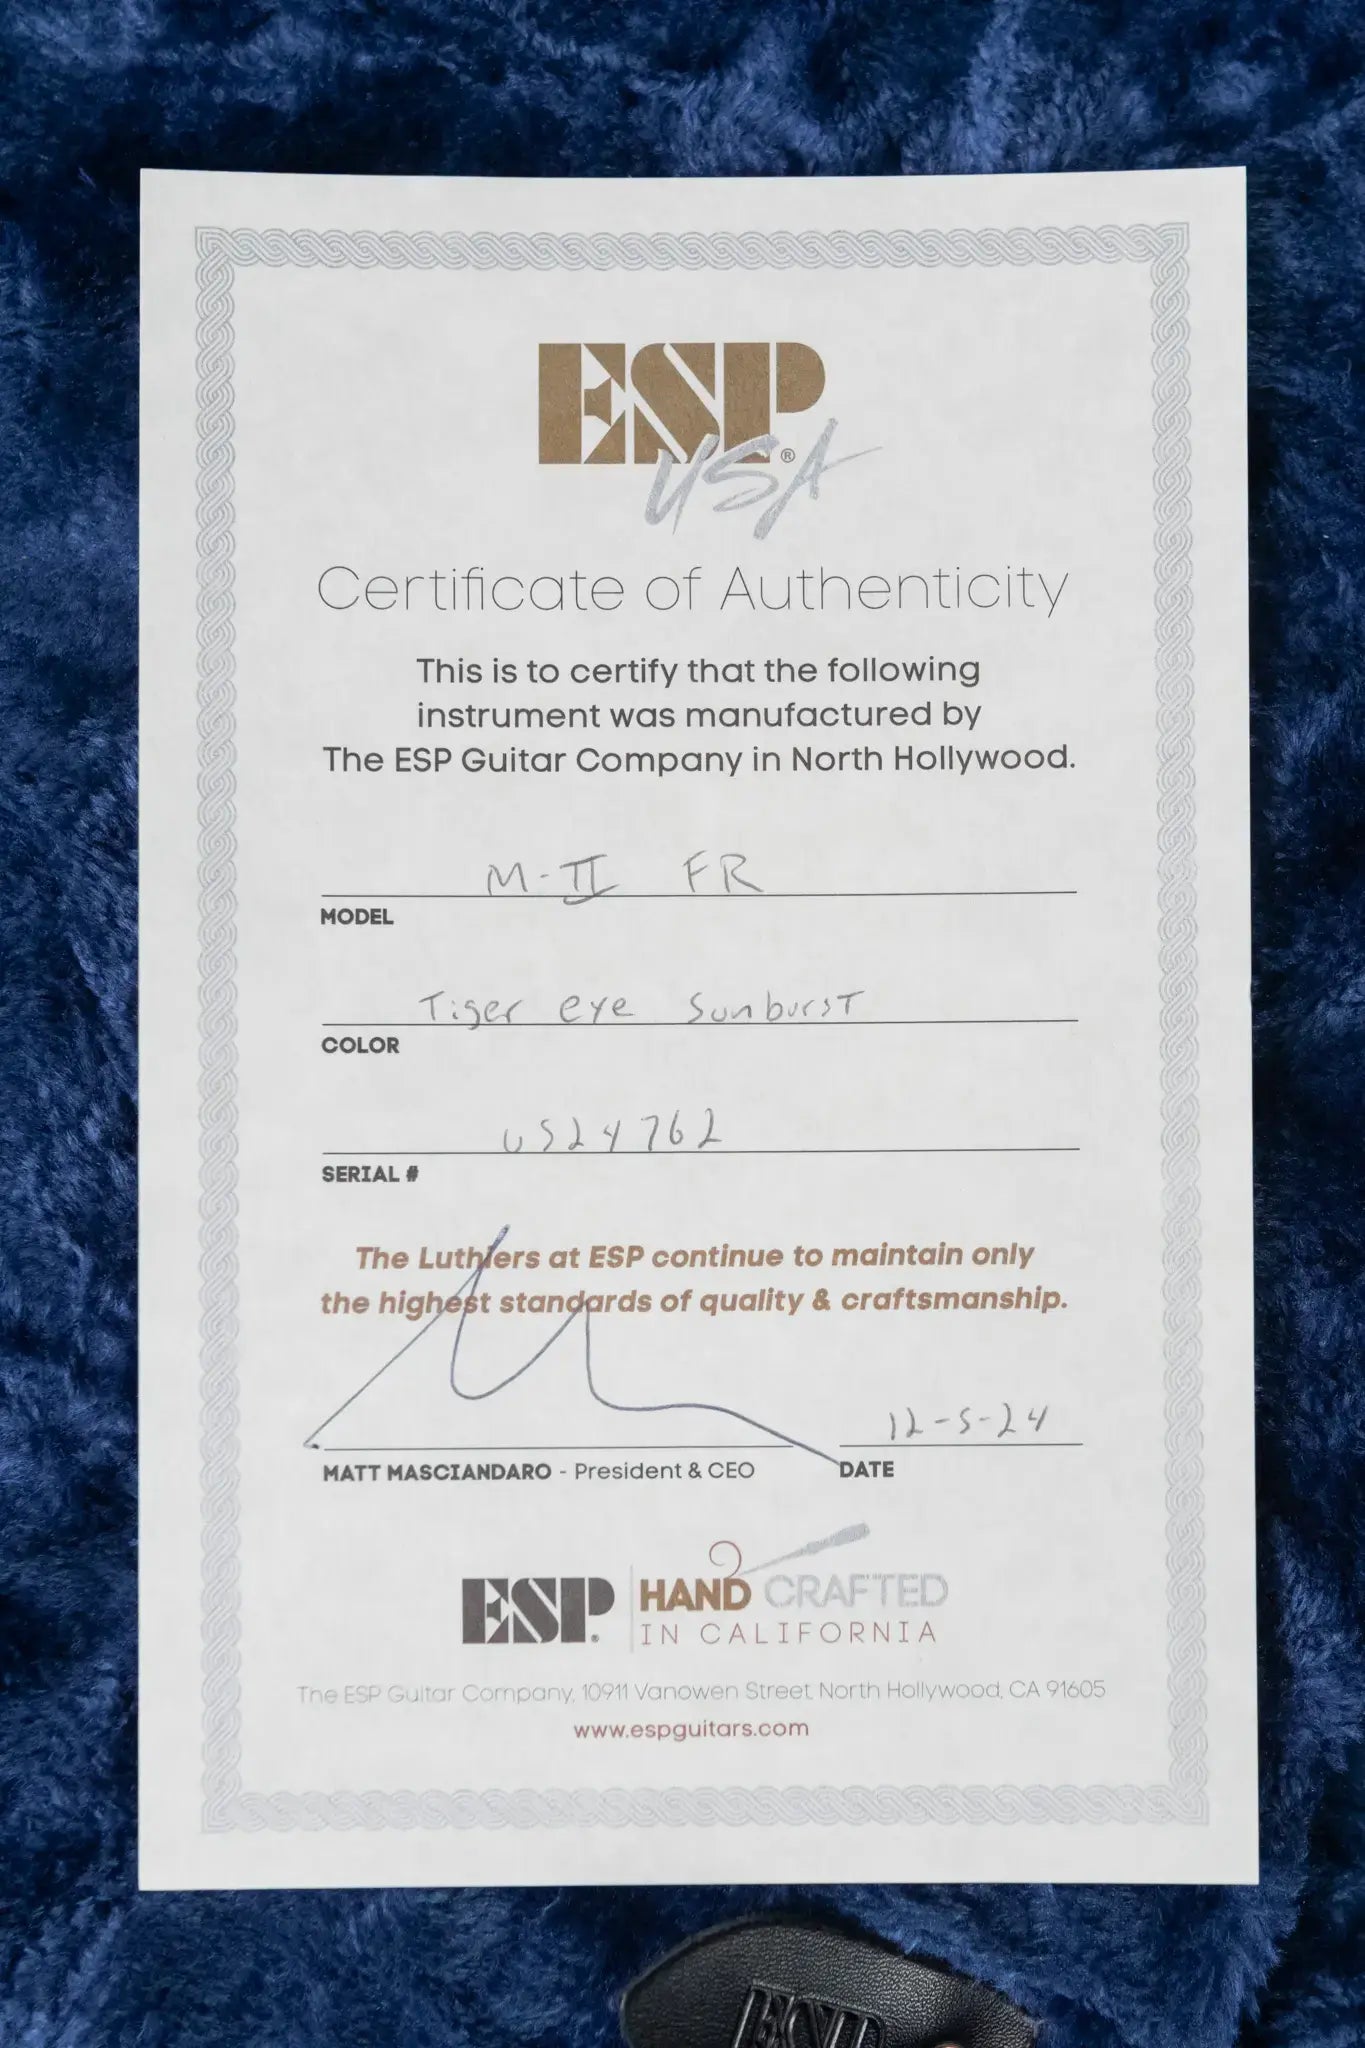 ESP®
USA
Certificate of Authenticity
This is to certify that the following
instrument was manufactured by
The ESP Guitar Company in North Hollywood.
M-II FR
MODEL
Tiger eye Sunburst
COLOR
US24762
SERIAL #
The Luthiers at ESP continue to maintain only
the highest standards of quality & craftsmanship.
12-5-24
MATT MASCIANDARO - President & CEO DATE
ESP® HAND CRAFTED
IN CALIFORNIA
The ESP Guitar Company, 10911 Vanowen Street, North Hollywood, CA 91605
www.espguitars.com
ESP